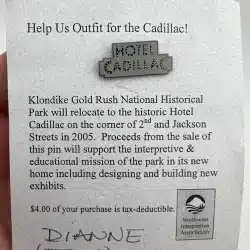 Help Us Outfit for the Cadillac!
HOTEL
CADILLAC
Klondike Gold Rush National Historical
Park will relocate to the historic Hotel
Cadillac on the corner of 2nd and Jackson
Streets in 2005. Proceeds from the sale of
this pin will support the interpretive &
educational mission of the park in its new
home including designing and building new
exhibits.
$4.00 of your purchase is tax-deductible.
Northwest
Interpretive
Association
DIANNE